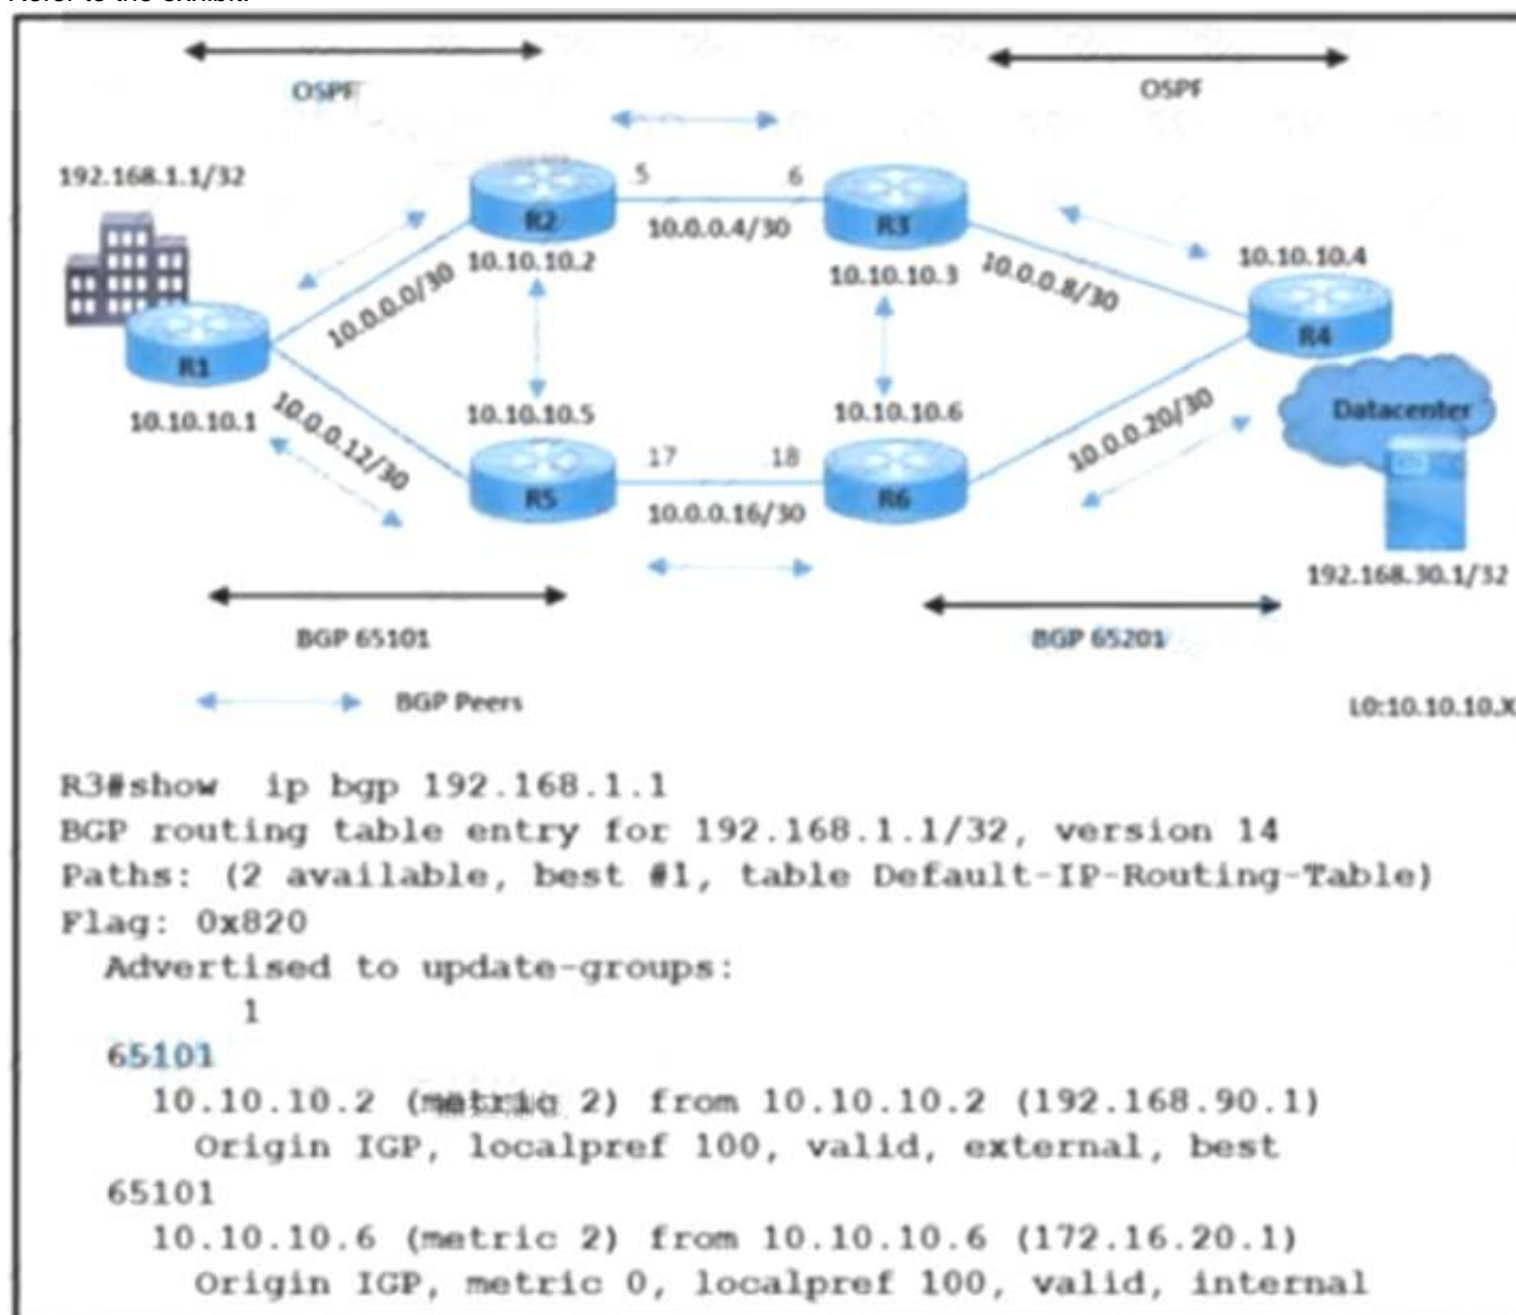 Refer to the exhibit.
OSPF
OSPF
192.168.1.1/32
.5
.6
R2
10.0.0.4/30
R3
10.10.10.2
10.10.10.3
10.10.10.4
10.0.0.0/30
10.0.0.8/30
R1
R4
10.10.10.1
10.0.0.12/30
10.10.10.5
10.10.10.6
10.0.0.20/30
Datacenter
17
18
R5
10.0.0.16/30
R6
192.168.30.1/32
BGP 65101
BGP 65201
BGP Peers
L0:10.10.10.X
R3#show ip bgp 192.168.1.1
BGP routing table entry for 192.168.1.1/32, version 14
Paths: (2 available, best #1, table Default-IP-Routing-Table)
Flag: 0x820
Advertised to update-groups:
1
65101
10.10.10.2 (metric 2) from 10.10.10.2 (192.168.90.1)
Origin IGP, localpref 100, valid, external, best
65101
10.10.10.6 (metric 2) from 10.10.10.6 (172.16.20.1)
Origin IGP, metric 0, localpref 100, valid, internal